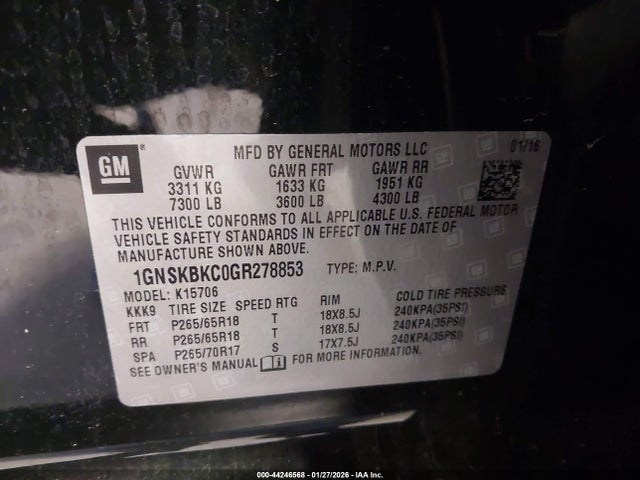 GM ®
MFD BY GENERAL MOTORS LLC 01/16
GVWR GAWR FRT GAWR RR
3311 KG 1633 KG 1951 KG
7300 LB 3600 LB 4300 LB
THIS VEHICLE CONFORMS TO ALL APPLICABLE U.S. FEDERAL MOTOR
VEHICLE SAFETY STANDARDS IN EFFECT ON THE DATE OF
MANUFACTURE SHOWN ABOVE.
1GNSKBKC0GR278853 TYPE: M.P.V.
MODEL: K15706
KKK9 TIRE SIZE SPEED RTG RIM COLD TIRE PRESSURE
FRT P265/65R18 T 18X8.5J 240KPA(35PSI)
RR P265/65R18 T 18X8.5J 240KPA(35PSI)
SPA P265/70R17 S 17X7.5J 240KPA(35PSI)
SEE OWNER'S MANUAL FOR MORE INFORMATION.
000-44246568 — 01/27/2026 — IAA Inc.